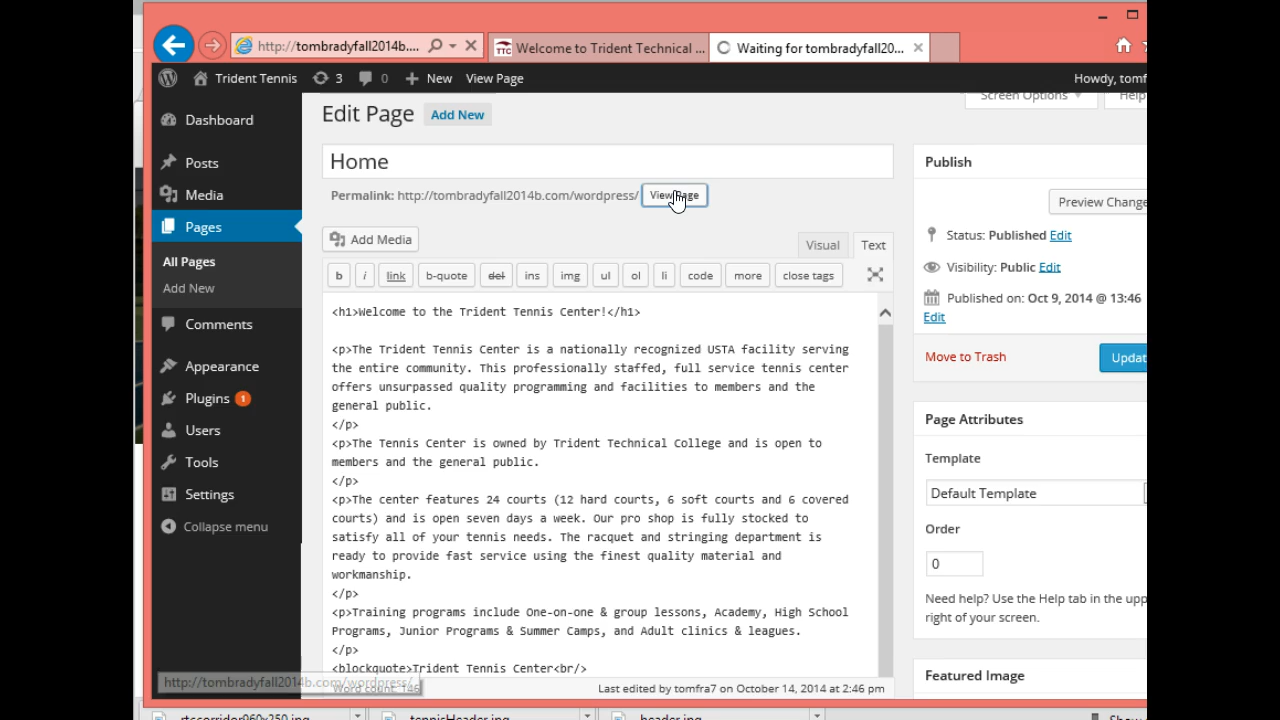 http://tombradyfall2014b....
TTC Welcome to Trident Technical ...
Waiting for tombradyfall20...
Trident Tennis 3 0 New View Page
Howdy, tomf
Dashboard
Posts
Media
Pages
All Pages
Add New
Comments
Appearance
Plugins 1
Users
Tools
Settings
Collapse menu
Edit Page Add New
Screen Options Help
Home
Permalink: http://tombradyfall2014b.com/wordpress/ View Page
Add Media
Visual Text
b i link b-quote del ins img ul ol li code more close tags
<h1>Welcome to the Trident Tennis Center!</h1>
<p>The Trident Tennis Center is a nationally recognized USTA facility serving
the entire community. This professionally staffed, full service tennis center
offers unsurpassed quality programming and facilities to members and the
general public.
</p>
<p>The Tennis Center is owned by Trident Technical College and is open to
members and the general public.
</p>
<p>The center features 24 courts (12 hard courts, 6 soft courts and 6 covered
courts) and is open seven days a week. Our pro shop is fully stocked to
satisfy all of your tennis needs. The racquet and stringing department is
ready to provide fast service using the finest quality material and
workmanship.
</p>
<p>Training programs include One-on-one & group lessons, Academy, High School
Programs, Junior Programs & Summer Camps, and Adult clinics & leagues.
</p>
<blockquote>Trident Tennis Center<br/>
Word count: 146
Last edited by tomfra7 on October 14, 2014 at 2:46 pm
Publish
Preview Change
Status: Published Edit
Visibility: Public Edit
Published on: Oct 9, 2014 @ 13:46
Edit
Move to Trash
Updat
Page Attributes
Template
Default Template
Order
0
Need help? Use the Help tab in the upp
right of your screen.
Featured Image
http://tombradyfall2014b.com/wordpress/
rtccorridor960x250.jpg
tennisHeader.jpg
header.jpg
Show